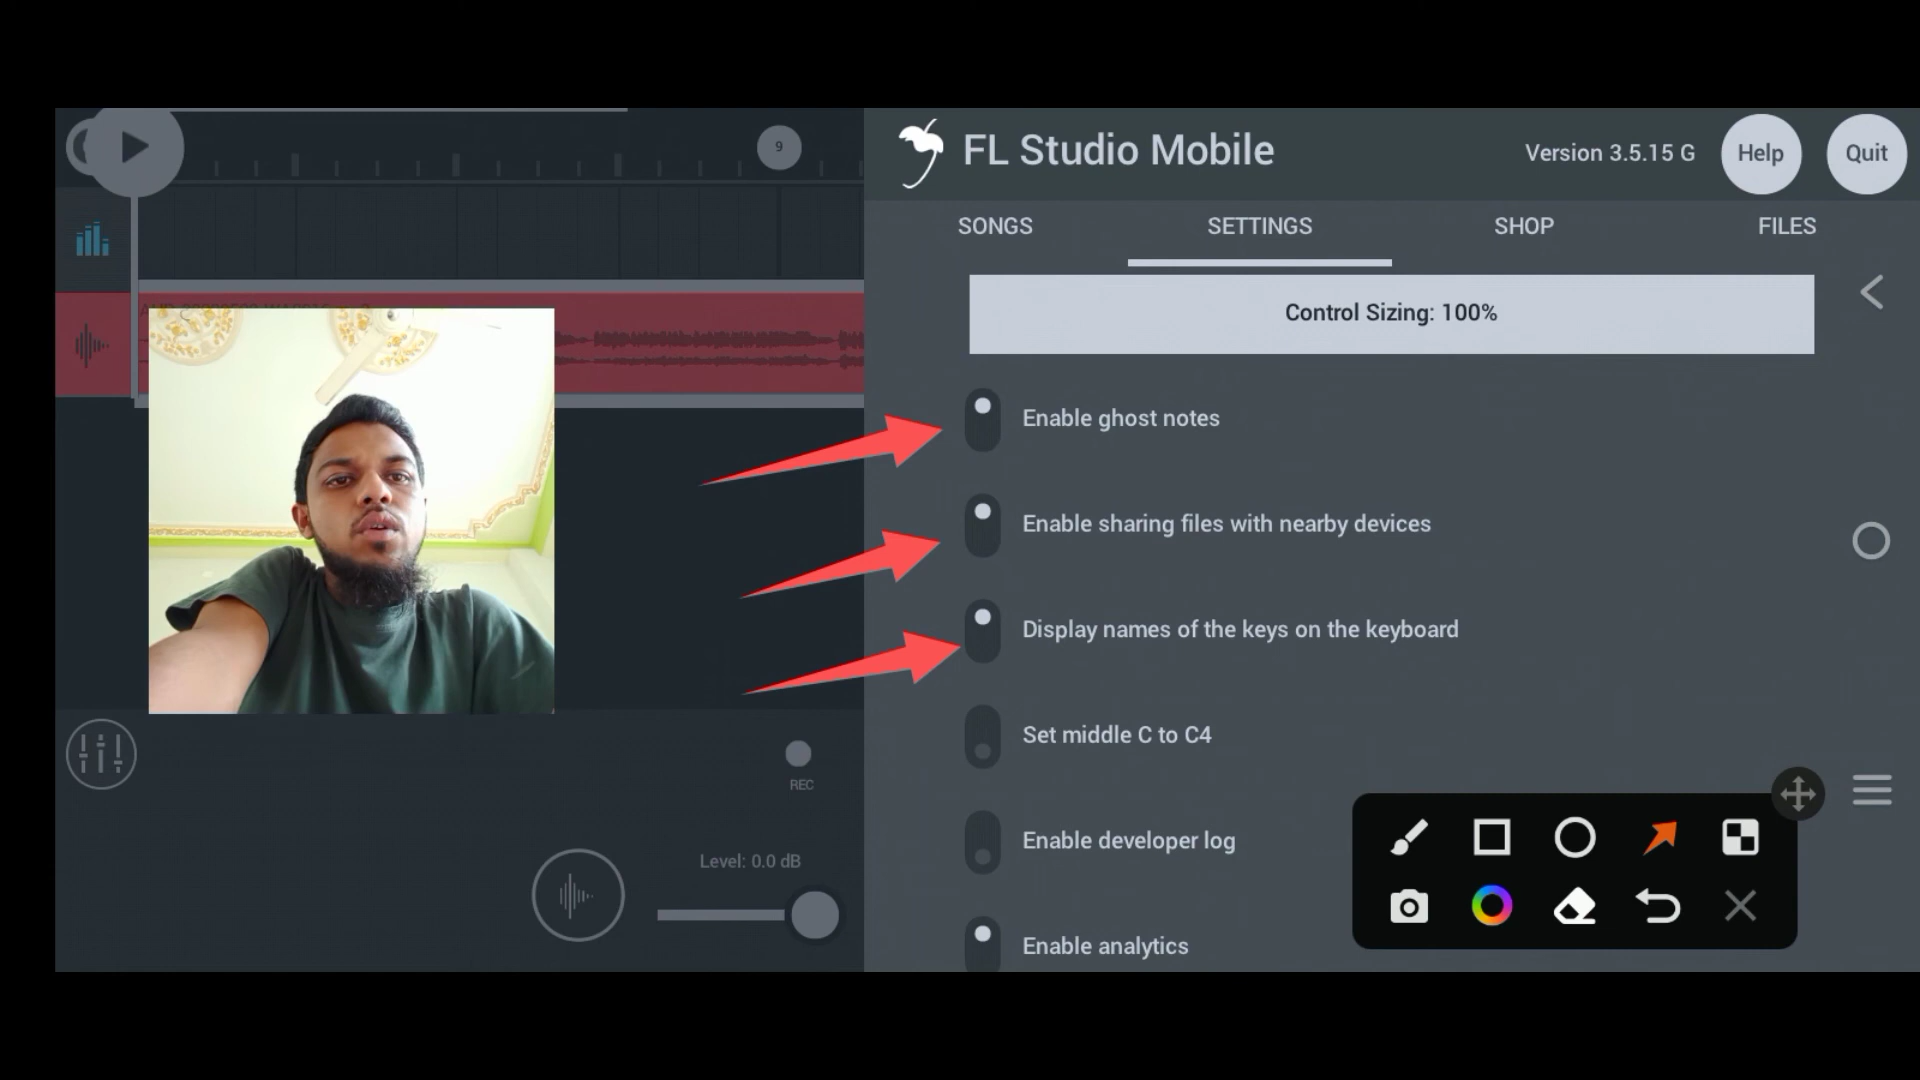 9
FL Studio Mobile
Version 3.5.15 G
Help
Quit
SONGS
SETTINGS
SHOP
FILES
Control Sizing: 100%
Enable ghost notes
Enable sharing files with nearby devices
Display names of the keys on the keyboard
Set middle C to C4
Enable developer log
Enable analytics
REC
Level: 0.0 dB